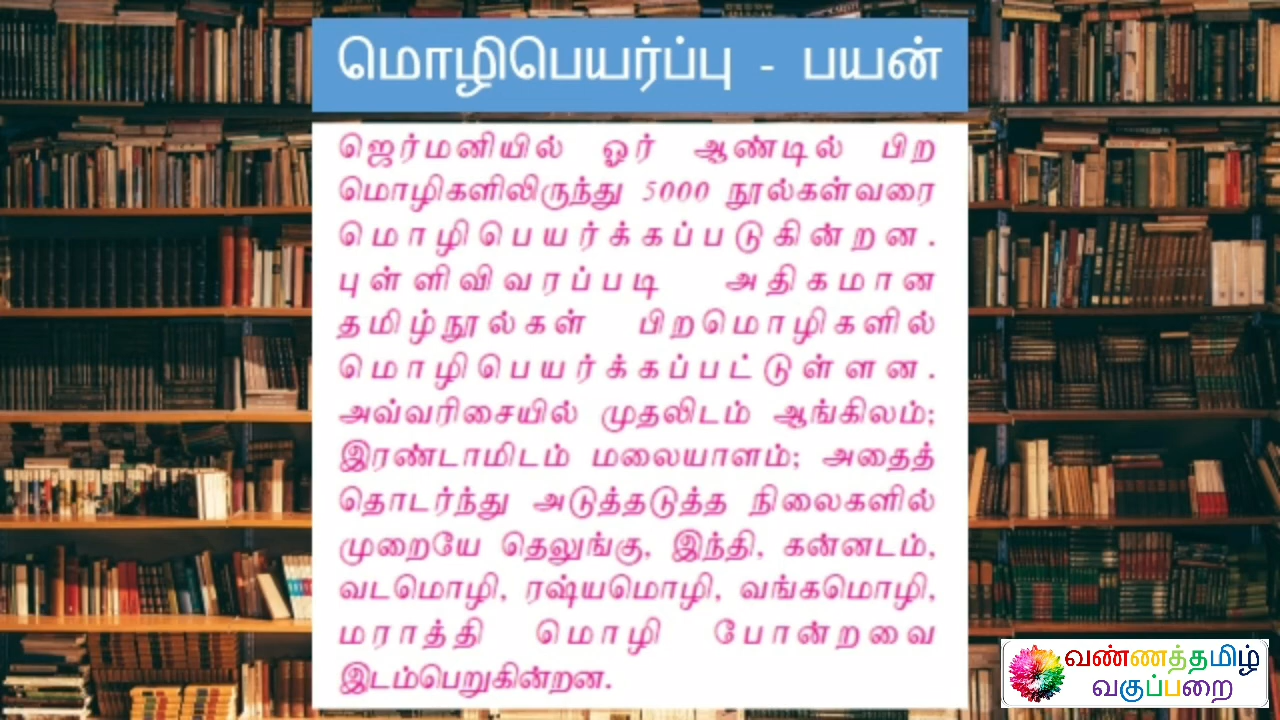 மொழிபெயர்ப்பு - பயன்
ஜெர்மனியில் ஓர் ஆண்டில் பிற
மொழிகளிலிருந்து 5000 நூல்கள்வரை
மொழிபெயர்க்கப்படுகின்றன.
புள்ளிவிவரப்படி அதிகமான
தமிழ்நூல்கள் பிறமொழிகளில்
மொழிபெயர்க்கப்பட்டுள்ளன.
அவ்வரிசையில் முதலிடம் ஆங்கிலம்;
இரண்டாமிடம் மலையாளம்; அதைத்
தொடர்ந்து அடுத்தடுத்த நிலைகளில்
முறையே தெலுங்கு, இந்தி, கன்னடம்,
வடமொழி, ரஷ்யமொழி, வங்கமொழி,
மராத்தி மொழி போன்றவை
இடம்பெறுகின்றன.
வண்ணத்தமிழ்
வகுப்பறை